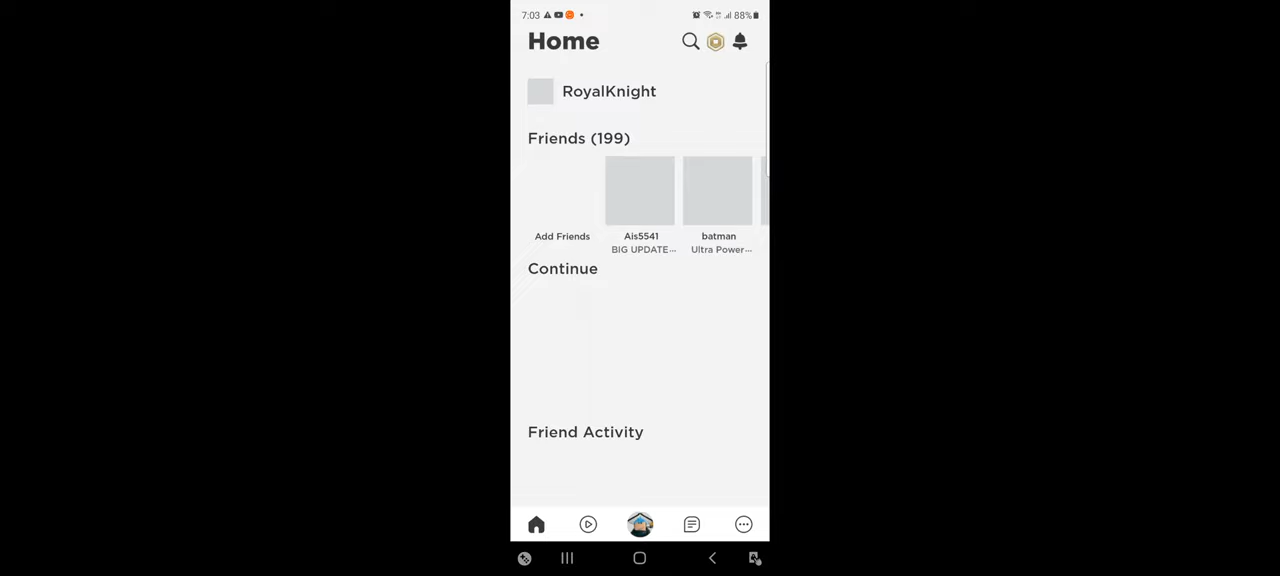 7:03 88%
Home
RoyalKnight
Friends (199)
Add Friends Ais5541 batman
BIG UPDATE... Ultra Power...
Continue
Friend Activity